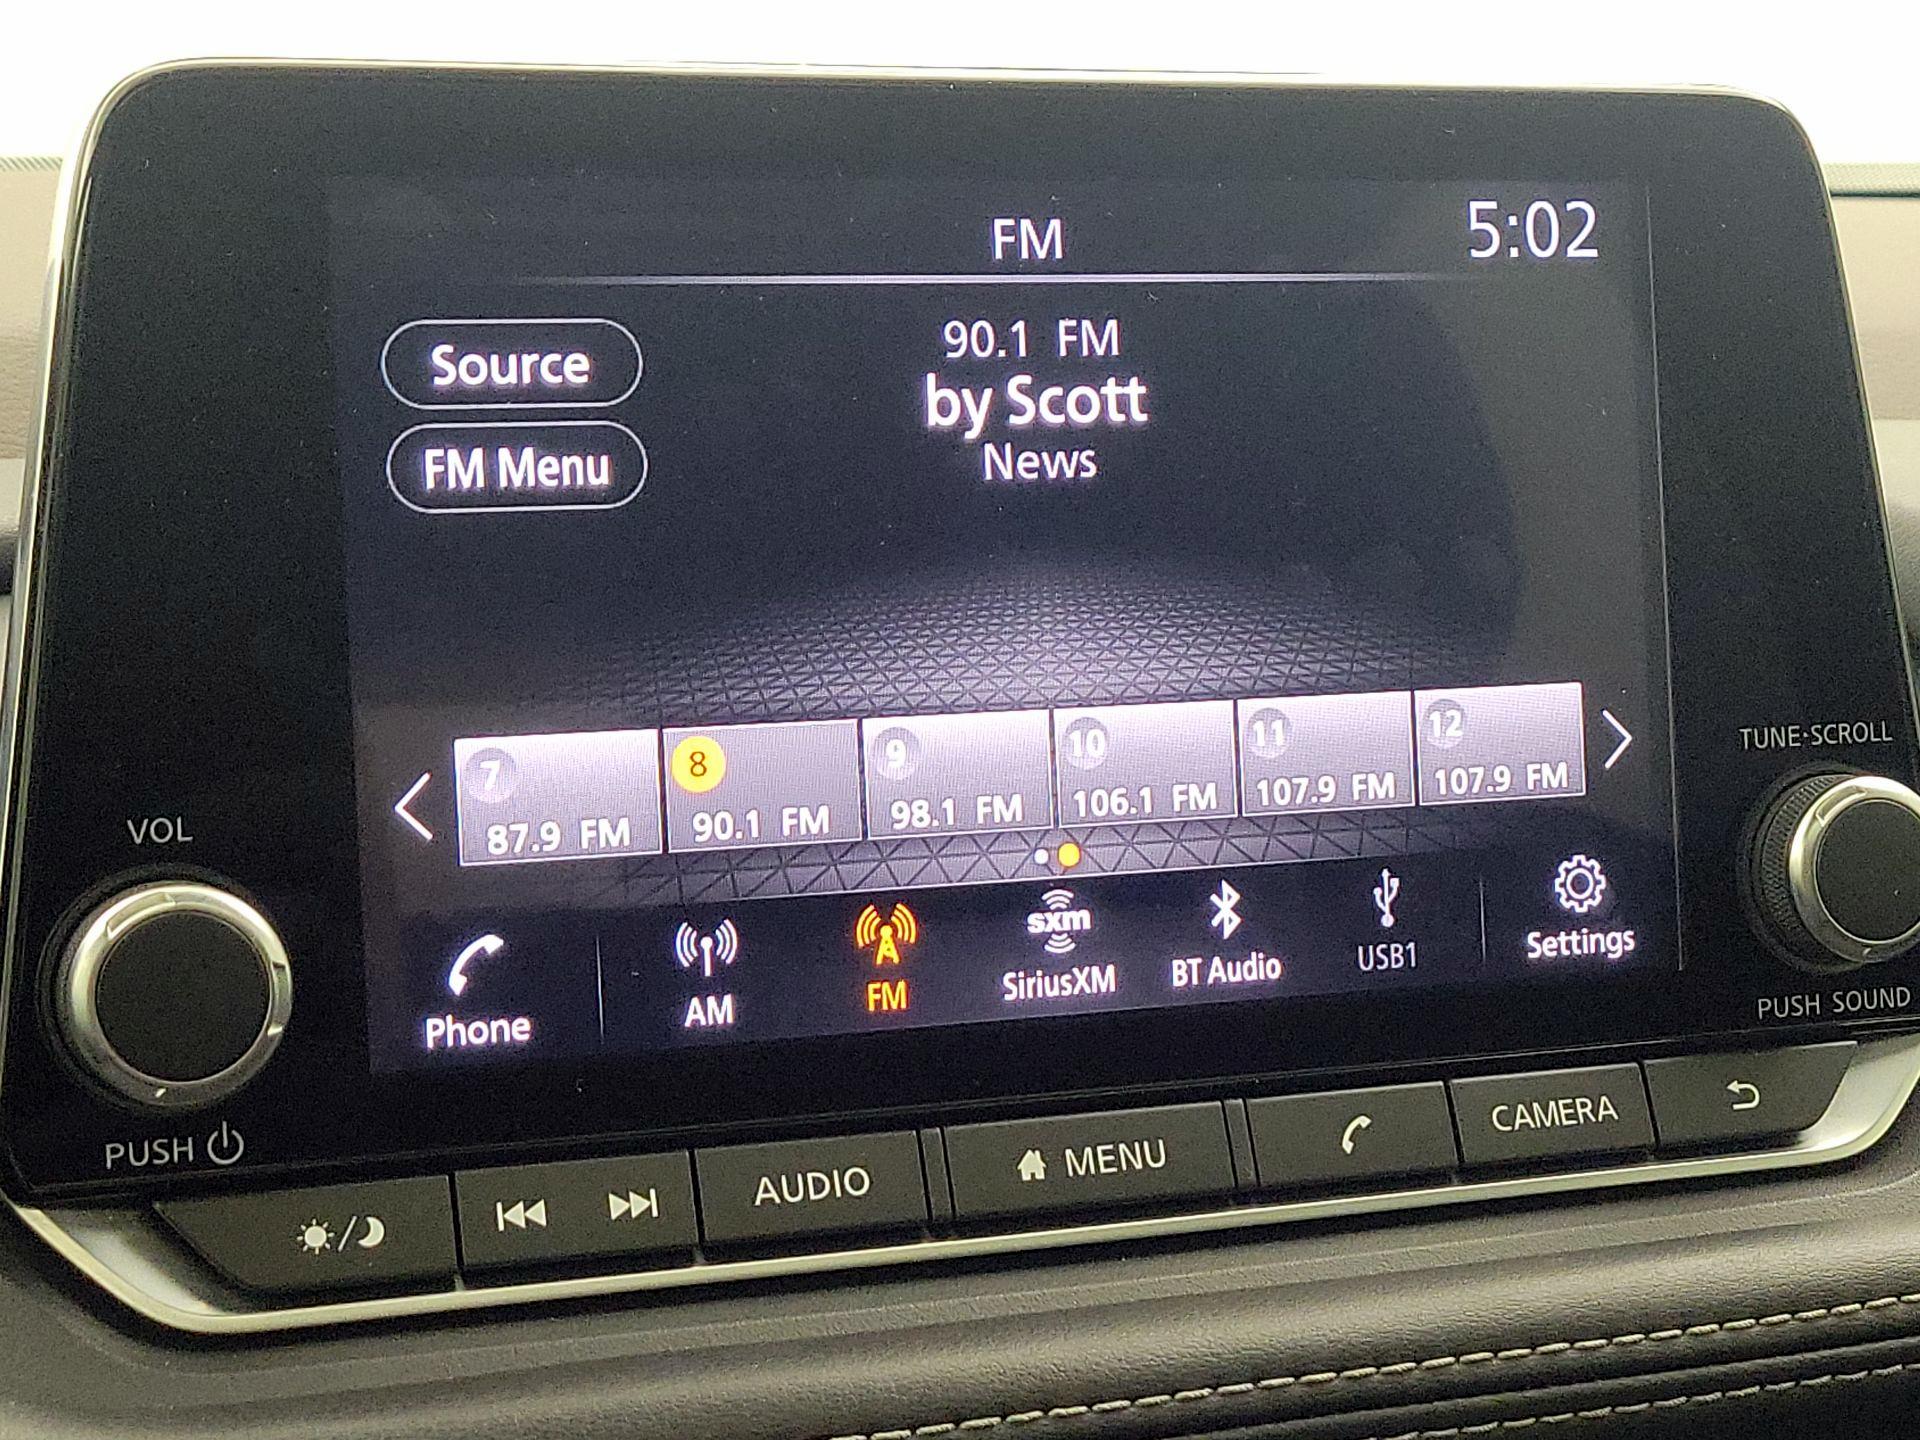 FM
5:02
Source
90.1 FM
by Scott
FM Menu
News
7
8
9
10
11
12
87.9 FM
90.1 FM
98.1 FM
106.1 FM
107.9 FM
107.9 FM
TUNE·SCROLL
VOL
sxm
Phone
AM
FM
SiriusXM
BT Audio
USB1
Settings
PUSH SOUND
PUSH
AUDIO
MENU
CAMERA